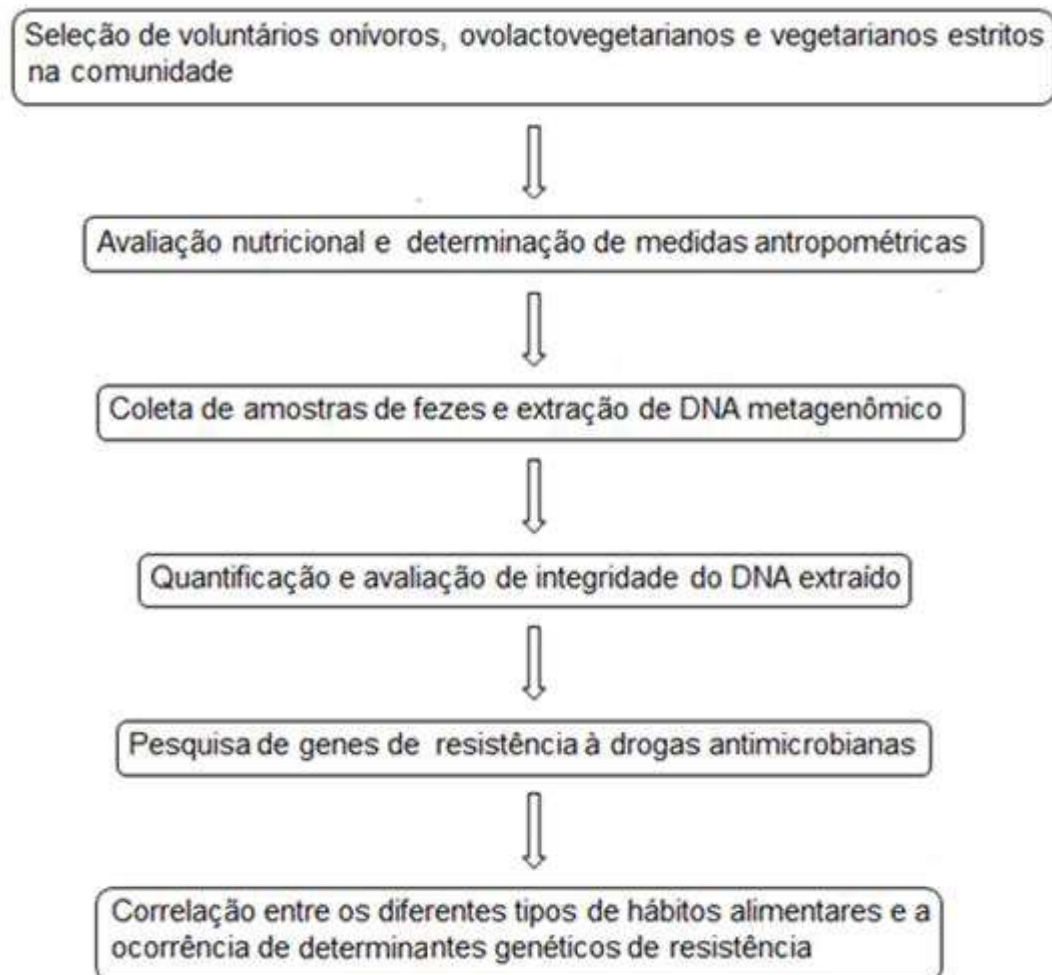 Seleção de voluntários onívoros, ovolactovegetarianos e vegetarianos estritos
na comunidade
Avaliação nutricional e determinação de medidas antropométricas
Coleta de amostras de fezes e extração de DNA metagenômico
Quantificação e avaliação de integridade do DNA extraído
Pesquisa de genes de resistência à drogas antimicrobianas
Correlação entre os diferentes tipos de hábitos alimentares e a
ocorrência de determinantes genéticos de resistência